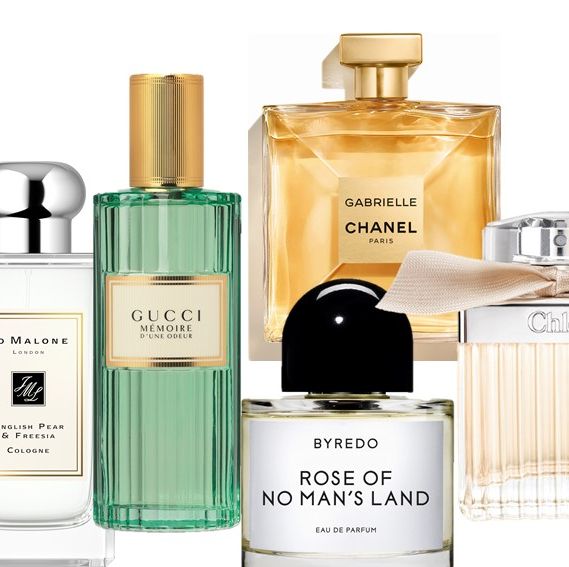 O MALONE
LONDON
JML
NGLISH PEAR
& FREESIA
COLOGNE
GUCCI
MÉMOIRE
D'UNE ODEUR
GABRIELLE
CHANEL
PARIS
BYREDO
ROSE OF
NO MAN'S LAND
EAU DE PARFUM
Chlo